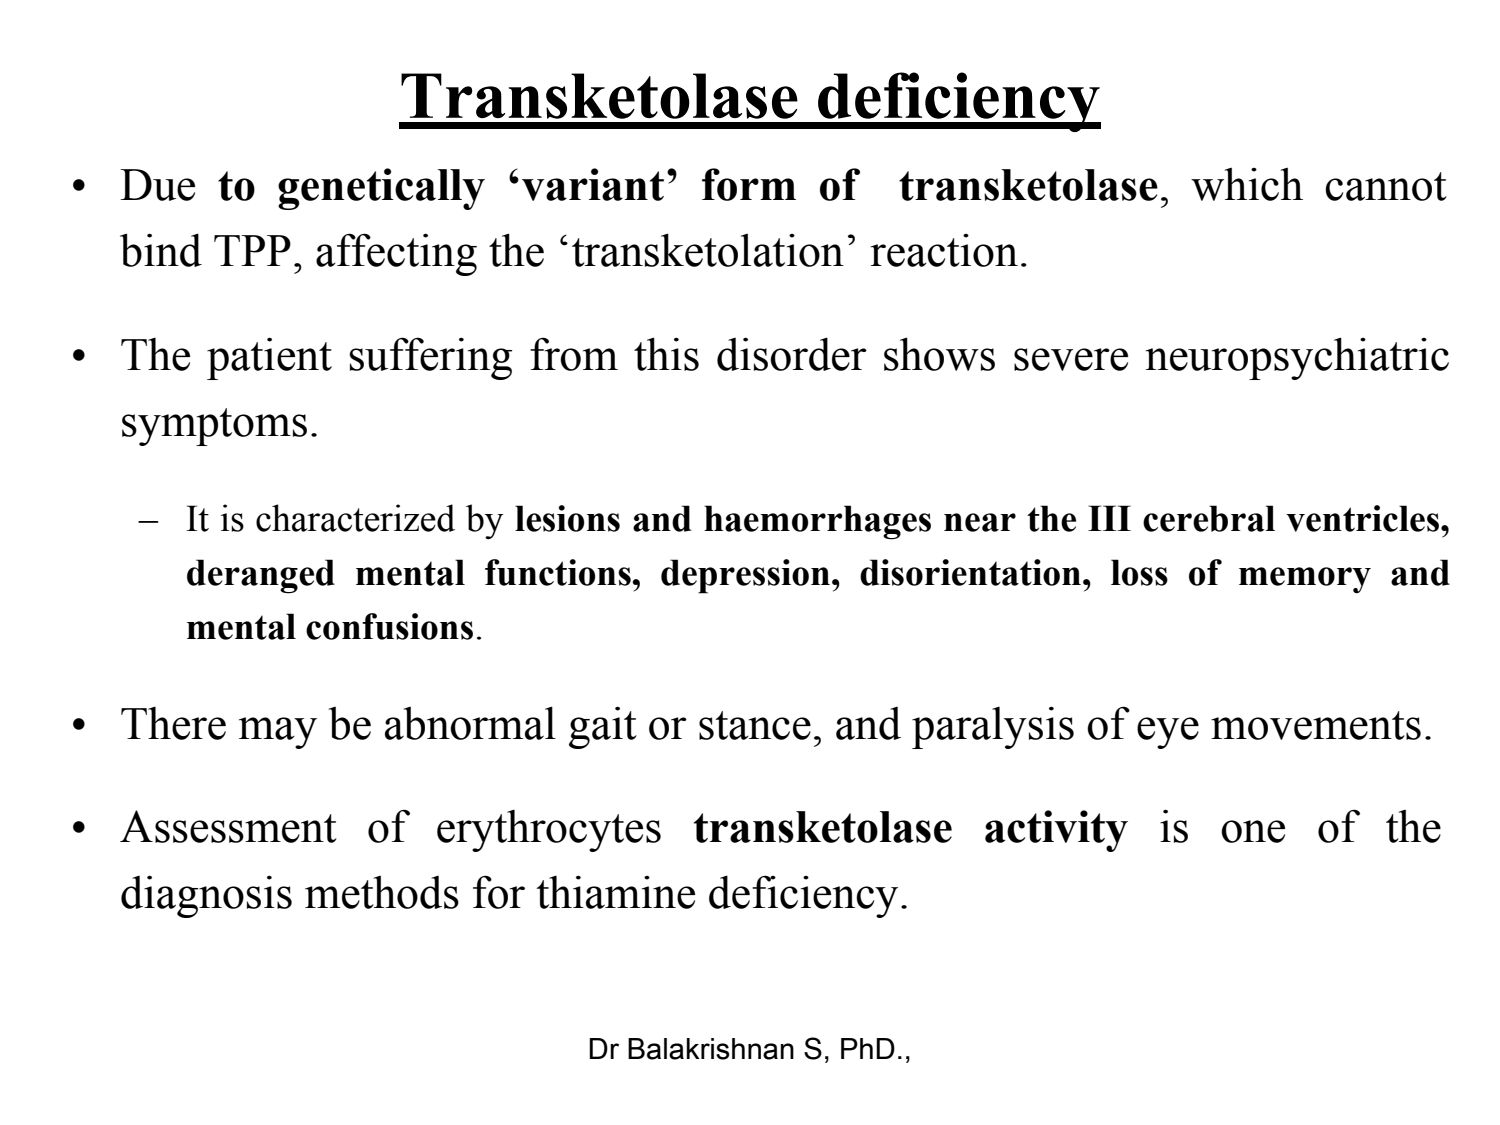 Transketolase deficiency
• Due to genetically ‘variant’ form of transketolase, which cannot
bind TPP, affecting the ‘transketolation’ reaction.
• The patient suffering from this disorder shows severe neuropsychiatric
symptoms.
– It is characterized by lesions and haemorrhages near the III cerebral ventricles,
deranged mental functions, depression, disorientation, loss of memory and
mental confusions.
• There may be abnormal gait or stance, and paralysis of eye movements.
• Assessment of erythrocytes transketolase activity is one of the
diagnosis methods for thiamine deficiency.
Dr Balakrishnan S, PhD.,